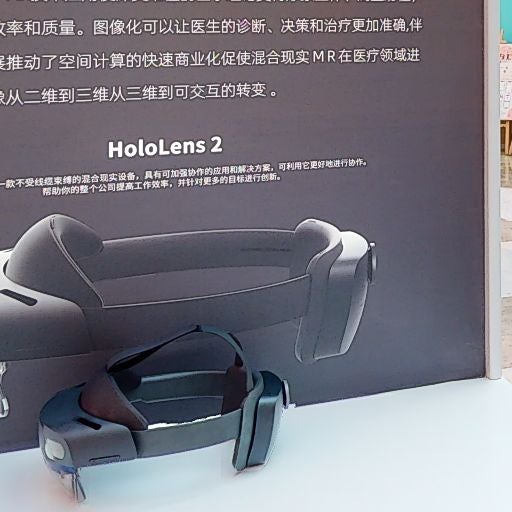 效率和质量。图像化可以让医生的诊断、决策和治疗更加准确,伴
展推动了空间计算的快速商业化促使混合现实MR在医疗领域进
像从二维到三维从三维到可交互的转变。
HoloLens 2
一款不受线缆束缚的混合现实设备，具有可加强协作的应用和解决方案，可利用它更好地进行协作。
帮助你的整个公司提高工作效率，并针对更多的目标进行创新。